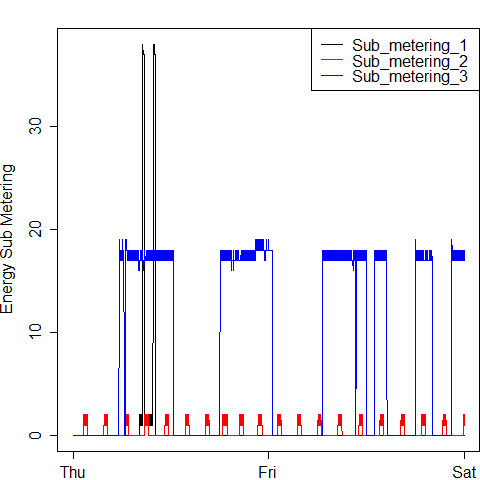 Sub_metering_1
Sub_metering_2
Sub_metering_3
Energy Sub Metering
30
20
10
0
Thu
Fri
Sat